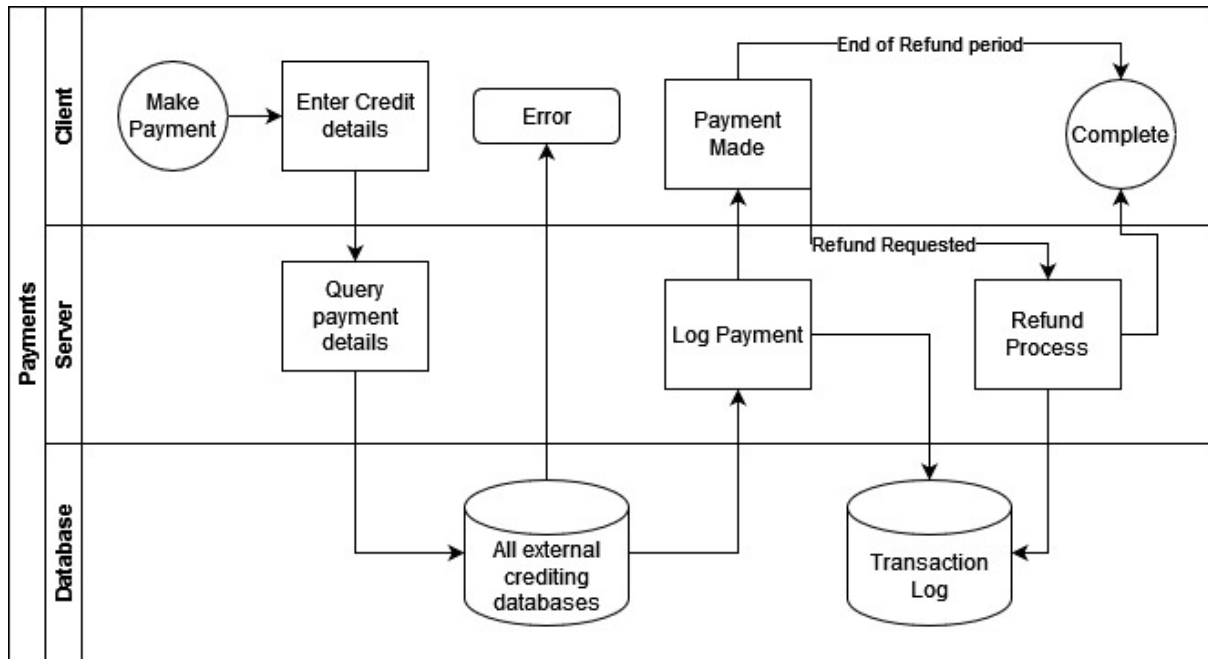 Payments
Client
Make
Payment
Enter Credit
details
Error
Payment
Made
End of Refund period
Complete
Refund Requested
Server
Query
payment
details
Log Payment
Refund
Process
Database
All external
crediting
databases
Transaction
Log